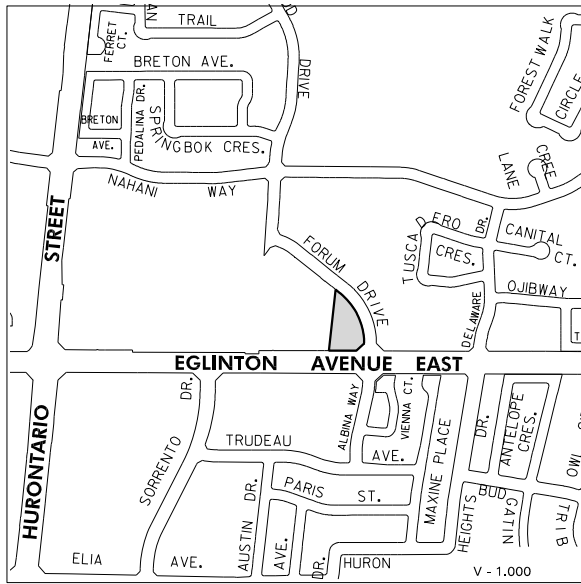 TRAIL
FERRET CT.
DRIVE
BRETON AVE.
FOREST WALK
CIRCLE
BRETON AVE.
PEDALINA DR.
SPRINGBOK CRES.
NAHANI WAY
CREE LANE
STREET
FORUM DRIVE
TUSCADERO CRES.
DR.
CANITAL CT.
OJIBWAY
DELAWARE
EGLINTON AVENUE EAST
HURONTARIO
SORRENTO DR.
TRUDEAU AVE.
ALBINA WAY
VIENNA CT.
MAXINE PLACE
DR.
ANTELOPE CRES.
PARIS ST.
AUSTIN DR.
AVE.
DR.
HURON
HEIGHTS
BUD
GATIN
TRIB
ELIA AVE.
V - 1.000